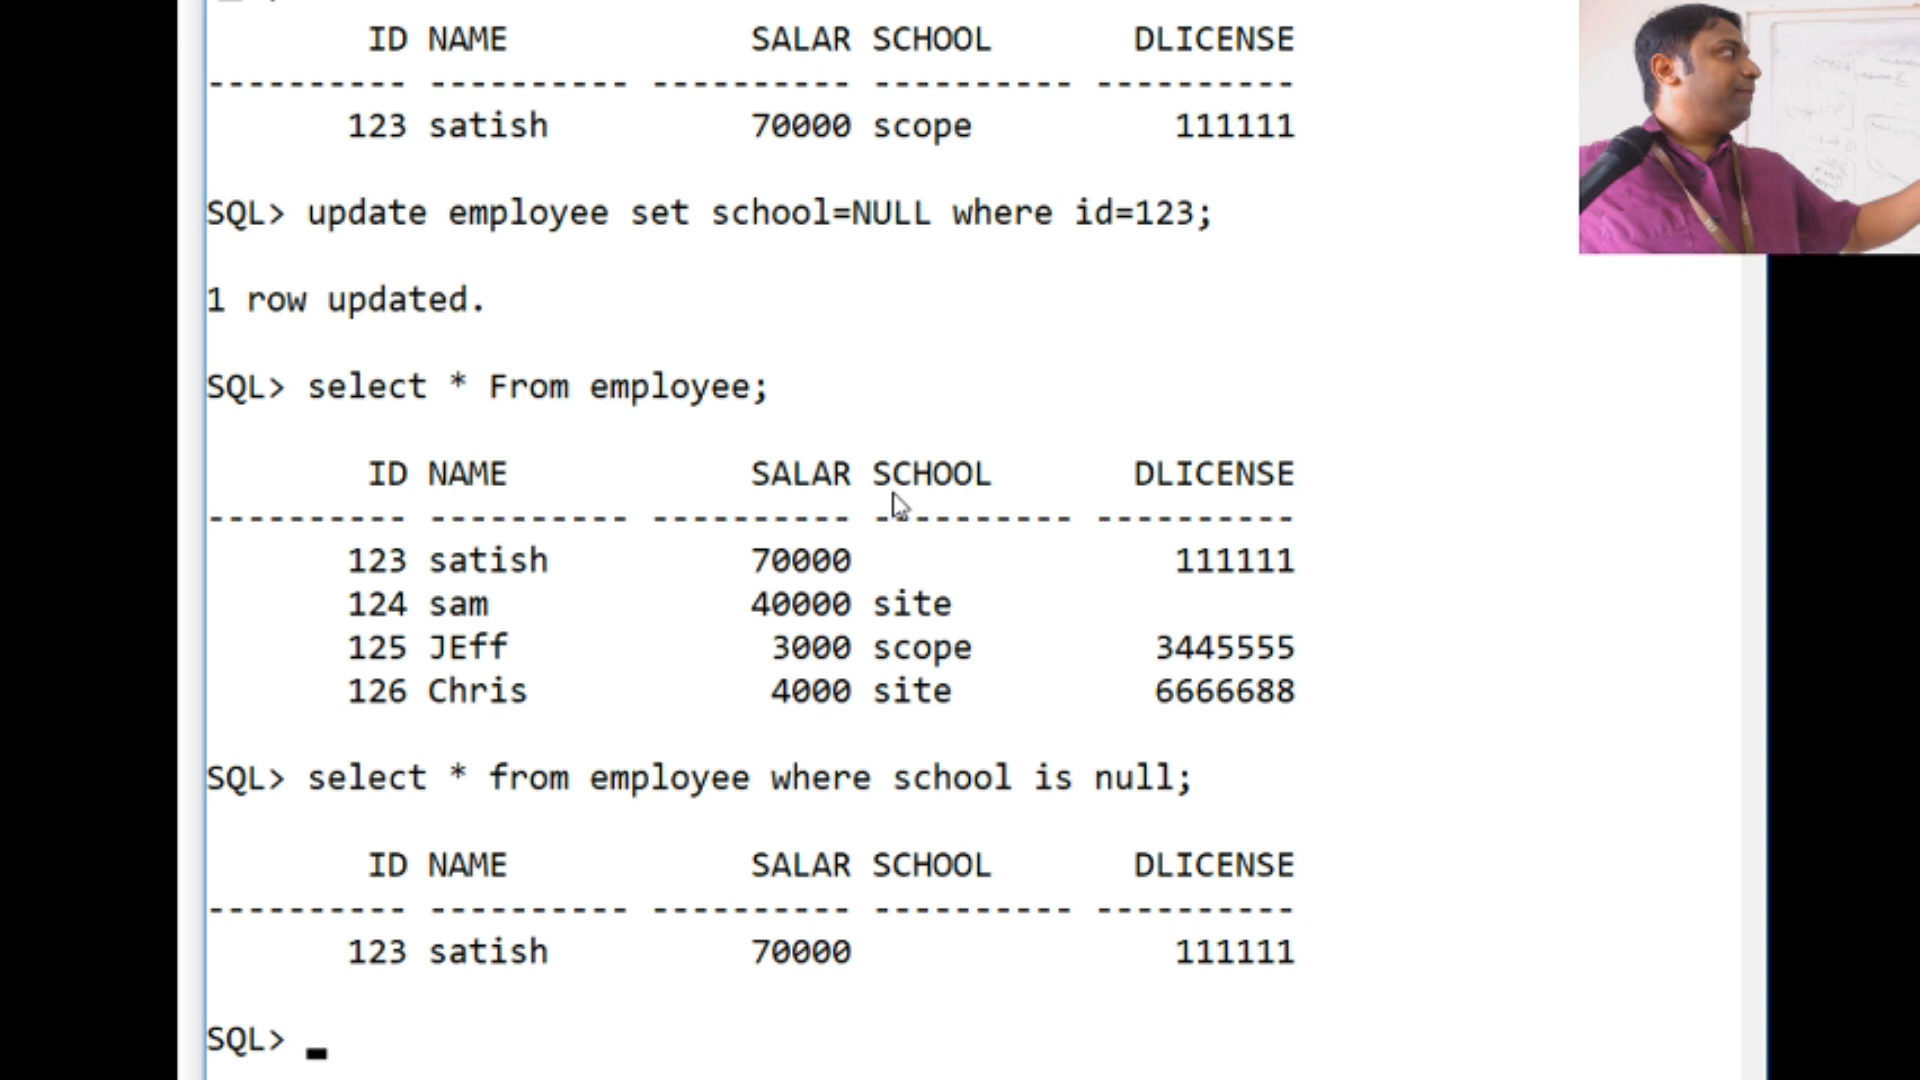 ID NAME SALAR SCHOOL DLICENSE
---------- ---------- ---------- ---------- ----------
123 satish 70000 scope 111111
SQL> update employee set school=NULL where id=123;
1 row updated.
SQL> select * From employee;
ID NAME SALAR SCHOOL DLICENSE
---------- ---------- ---------- ---------- ----------
123 satish 70000 111111
124 sam 40000 site
125 JEff 3000 scope 3445555
126 Chris 4000 site 6666688
SQL> select * from employee where school is null;
ID NAME SALAR SCHOOL DLICENSE
---------- ---------- ---------- ---------- ----------
123 satish 70000 111111
SQL>